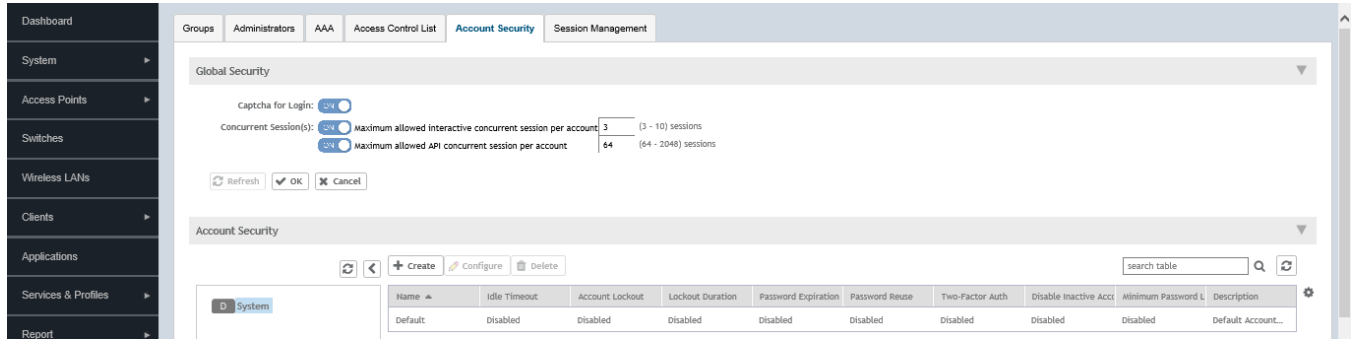 Dashboard
System
Access Points
Switches
Wireless LANs
Clients
Applications
Services & Profiles
Report
Groups Administrators AAA Access Control List Account Security Session Management
Global Security
Captcha for Login: ON
Concurrent Session(s): ON Maximum allowed interactive concurrent session per account 3 (3 - 10) sessions
ON Maximum allowed API concurrent session per account 64 (64 - 2048) sessions
Refresh OK Cancel
Account Security
Create Configure Delete search table
D System
Name Idle Timeout Account Lockout Lockout Duration Password Expiration Password Reuse Two-Factor Auth Disable Inactive Acc Minimum Password L Description
Default Disabled Disabled Disabled Disabled Disabled Disabled Disabled Disabled Default Account...